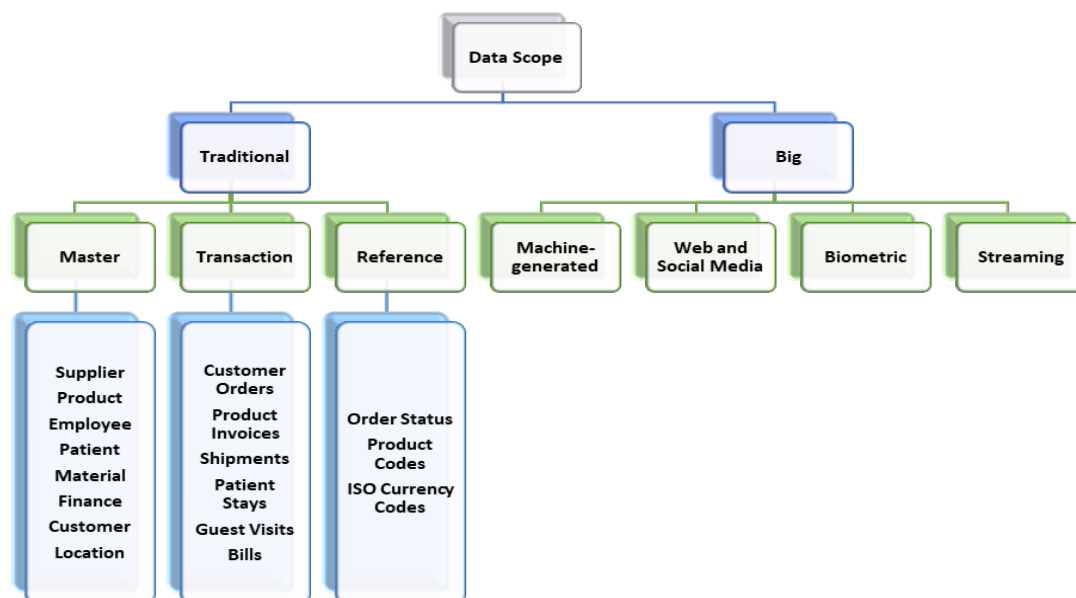 Data Scope
Traditional
Big
Master
Transaction
Reference
Machine-
generated
Web and
Social Media
Biometric
Streaming
Supplier
Product
Employee
Patient
Material
Finance
Customer
Location
Customer
Orders
Product
Invoices
Shipments
Patient
Stays
Guest Visits
Bills
Order Status
Product
Codes
ISO Currency
Codes